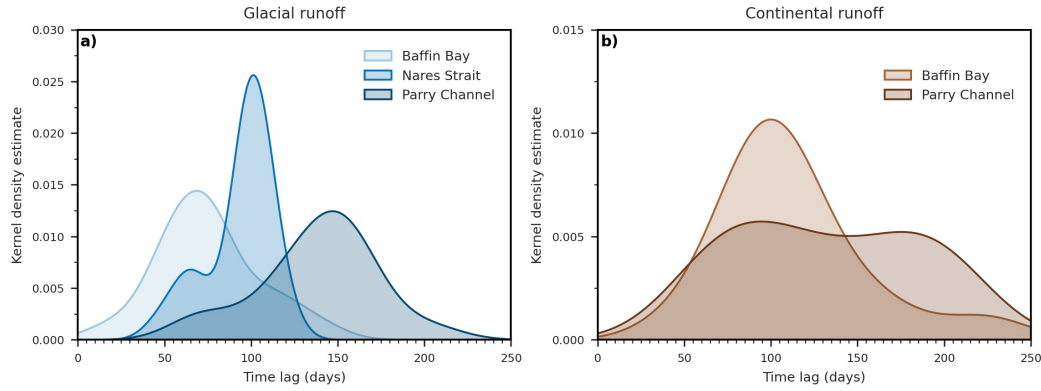 Glacial runoff
a)
0.030
0.025
0.020
0.015
0.010
0.005
0.000
Kernel density estimate
Baffin Bay
Nares Strait
Parry Channel
0 50 100 150 200 250
Time lag (days)
Continental runoff
b)
0.015
0.010
0.005
0.000
Kernel density estimate
Baffin Bay
Parry Channel
0 50 100 150 200 250
Time lag (days)